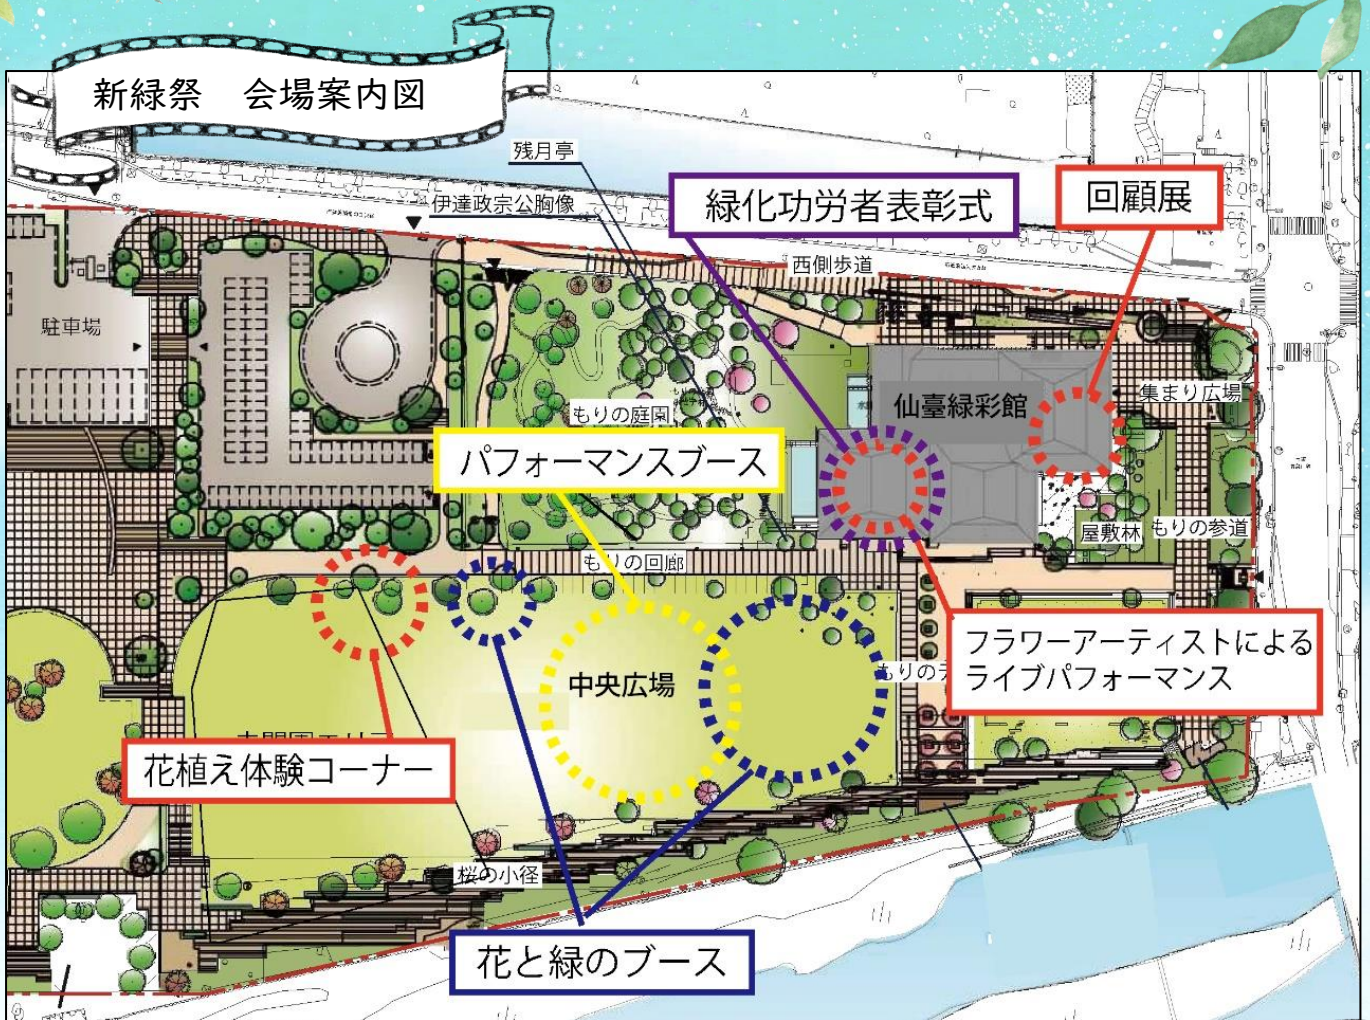 新緑祭　会場案内図
残月亭
伊達政宗公胸像
緑化功労者表彰式
回顧展
西側歩道
駐車場
もりの庭園
仙臺緑彩館
集まり広場
パフォーマンスブース
屋敷林
もりの参道
もりの回廊
フラワーアーティストによる
ライブパフォーマンス
中央広場
もりのテ
花植え体験コーナー
桜の小径
花と緑のブース